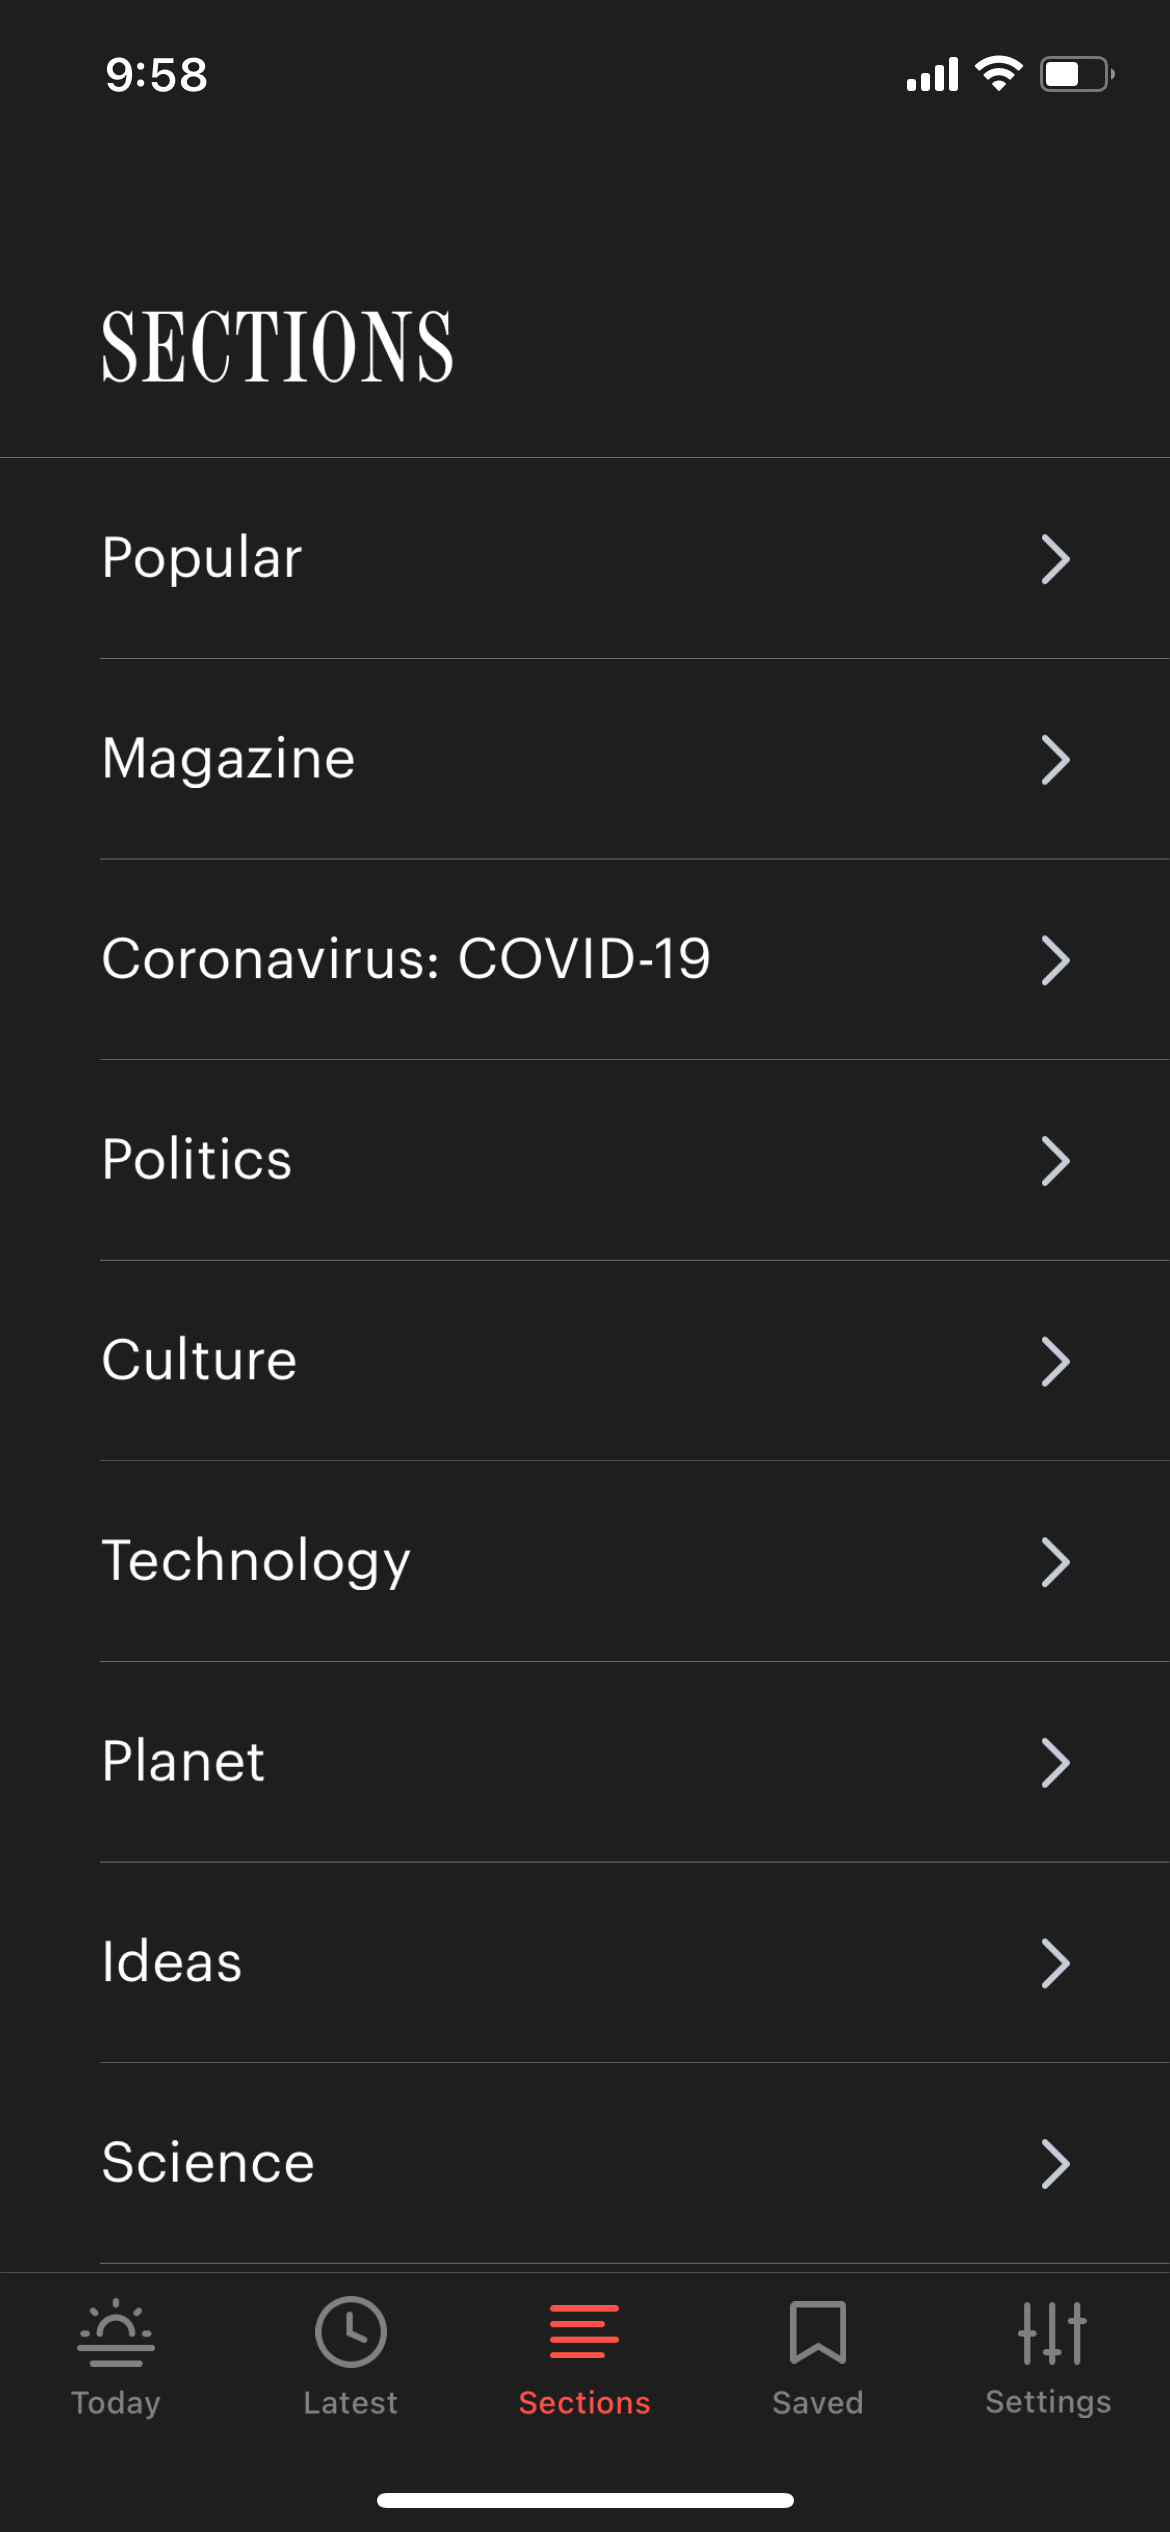 9:58
SECTIONS
Popular
Magazine
Coronavirus: COVID-19
Politics
Culture
Technology
Planet
Ideas
Science
Today Latest Sections Saved Settings